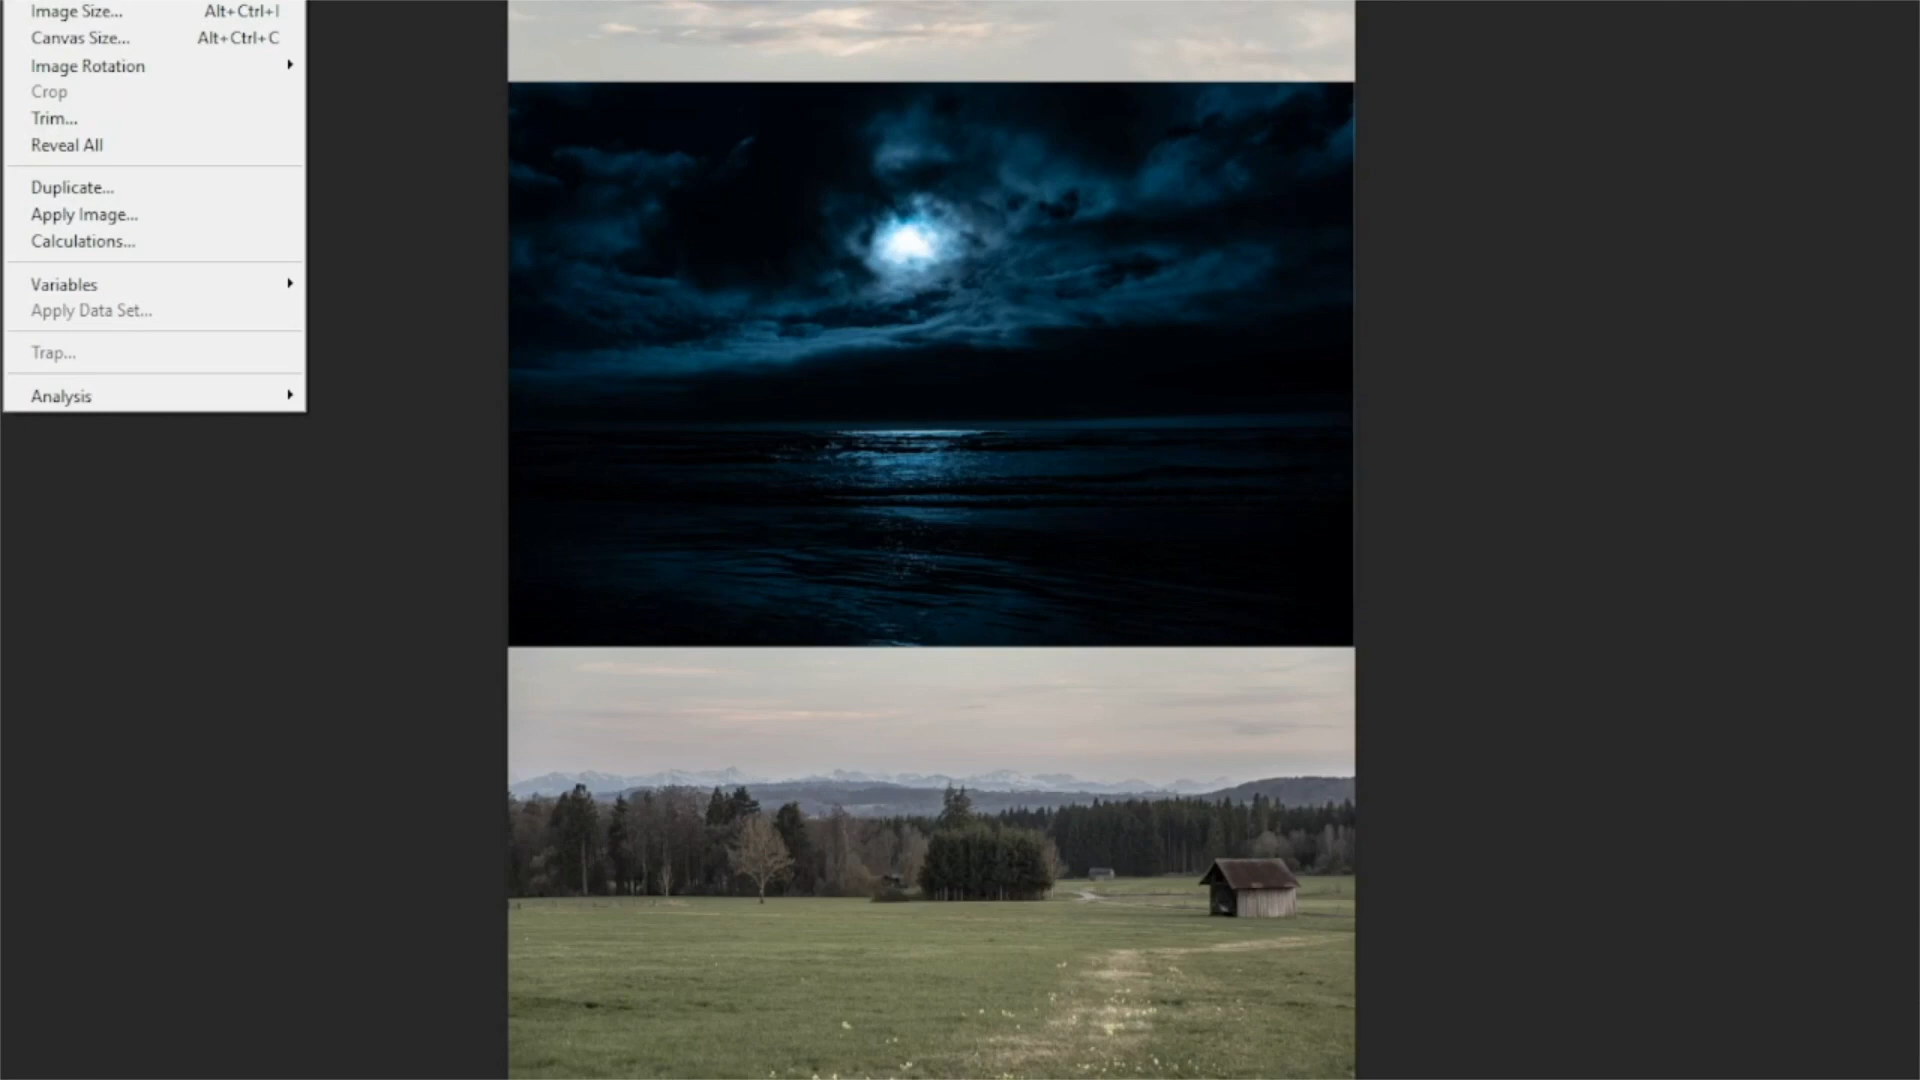 Image Size... Alt+Ctrl+I
Canvas Size... Alt+Ctrl+C
Image Rotation
Crop
Trim...
Reveal All
Duplicate...
Apply Image...
Calculations...
Variables
Apply Data Set...
Trap...
Analysis